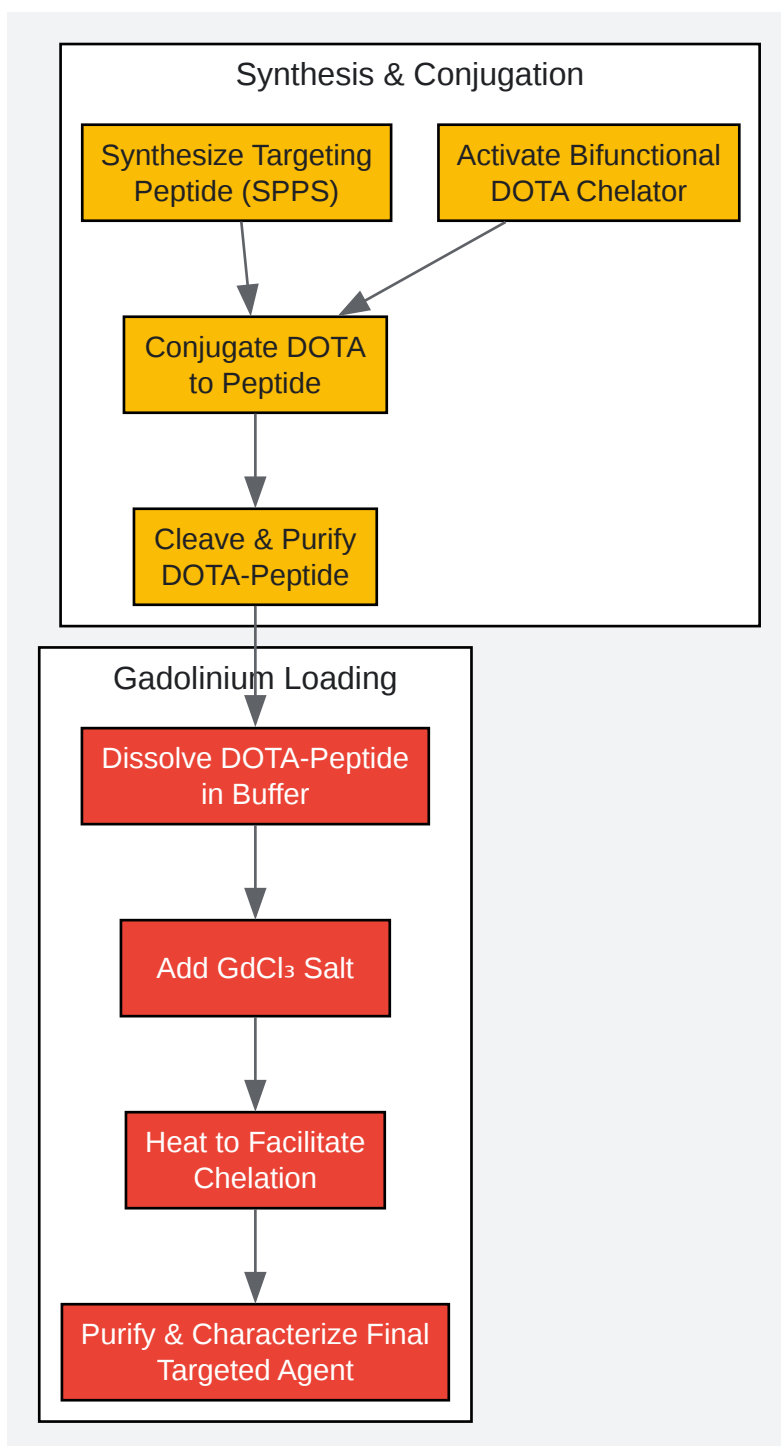 Synthesis & Conjugation
Synthesize Targeting
Peptide (SPPS)
Activate Bifunctional
DOTA Chelator
Conjugate DOTA
to Peptide
Cleave & Purify
DOTA-Peptide
Gadolinium Loading
Dissolve DOTA-Peptide
in Buffer
Add GdCl₃ Salt
Heat to Facilitate
Chelation
Purify & Characterize Final
Targeted Agent